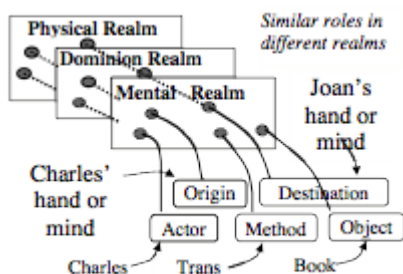 Physical Realm
Similar roles in
different realms
Dominion Realm
Mental Realm
Joan's
hand or
mind
Charles'
hand or
mind
Origin
Destination
Actor
Method
Object
Charles
Trans
Book